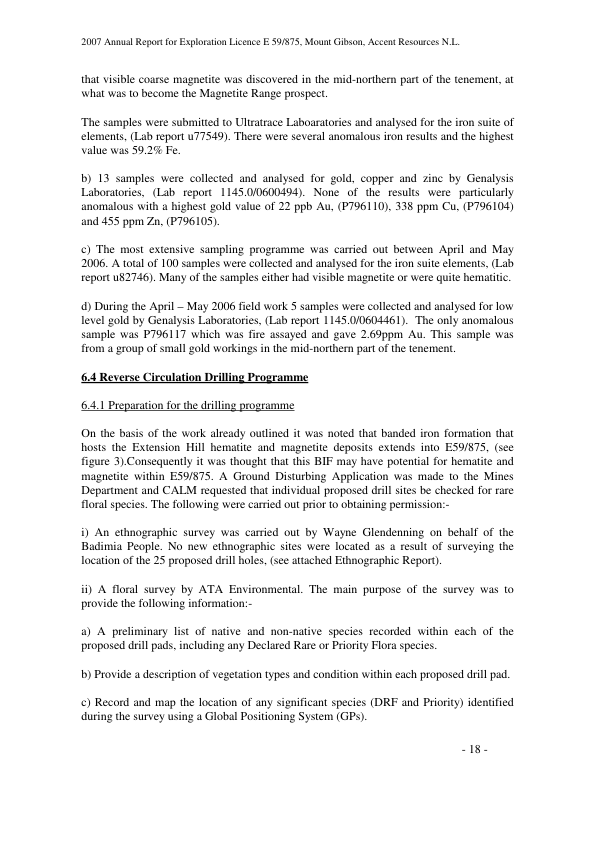 2007 Annual Report for Exploration Licence E 59/875, Mount Gibson, Accent Resources N.L.
that visible coarse magnetite was discovered in the mid-northern part of the tenement, at
what was to become the Magnetite Range prospect.
The samples were submitted to Ultratrace Labaoratories and analysed for the iron suite of
elements, (Lab report u77549). There were several anomalous iron results and the highest
value was 59.2% Fe.
b) 13 samples were collected and analysed for gold, copper and zinc by Genalysis
Laboratories, (Lab report 1145.0/0600494). None of the results were particularly
anomalous with a highest gold value of 22 ppb Au, (P796110), 338 ppm Cu, (P796104)
and 455 ppm Zn, (P796105).
c) The most extensive sampling programme was carried out between April and May
2006. A total of 100 samples were collected and analysed for the iron suite elements, (Lab
report u82746). Many of the samples either had visible magnetite or were quite hematitic.
d) During the April – May 2006 field work 5 samples were collected and analysed for low
level gold by Genalysis Laboratories, (Lab report 1145.0/0604461). The only anomalous
sample was P796117 which was fire assayed and gave 2.69ppm Au. This sample was
from a group of small gold workings in the mid-northern part of the tenement.
6.4 Reverse Circulation Drilling Programme
6.4.1 Preparation for the drilling programme
On the basis of the work already outlined it was noted that banded iron formation that
hosts the Extension Hill hematite and magnetite deposits extends into E59/875, (see
figure 3).Consequently it was thought that this BIF may have potential for hematite and
magnetite within E59/875. A Ground Disturbing Application was made to the Mines
Department and CALM requested that individual proposed drill sites be checked for rare
floral species. The following were carried out prior to obtaining permission:-
i) An ethnographic survey was carried out by Wayne Glendenning on behalf of the
Badimia People. No new ethnographic sites were located as a result of surveying the
location of the 25 proposed drill holes, (see attached Ethnographic Report).
ii) A floral survey by ATA Environmental. The main purpose of the survey was to
provide the following information:-
a) A preliminary list of native and non-native species recorded within each of the
proposed drill pads, including any Declared Rare or Priority Flora species.
b) Provide a description of vegetation types and condition within each proposed drill pad.
c) Record and map the location of any significant species (DRF and Priority) identified
during the survey using a Global Positioning System (GPs).
- 18 -